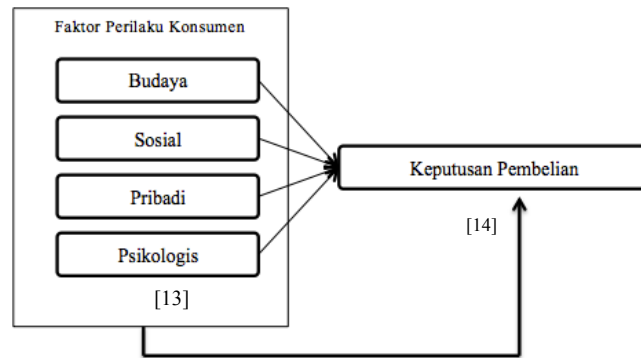 Faktor Perilaku Konsumen
Budaya
Sosial
Pribadi
Psikologis
[13]
Keputusan Pembelian
[14]